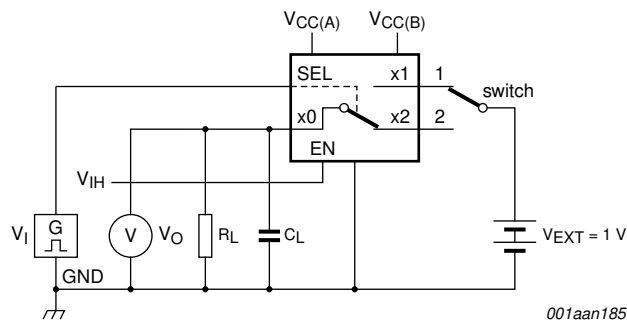 VCC(A) VCC(B)
SEL x1 1
switch
x0 x2 2
EN
VIH
VI G V VO RL CL VEXT = 1 V
GND
001aan185